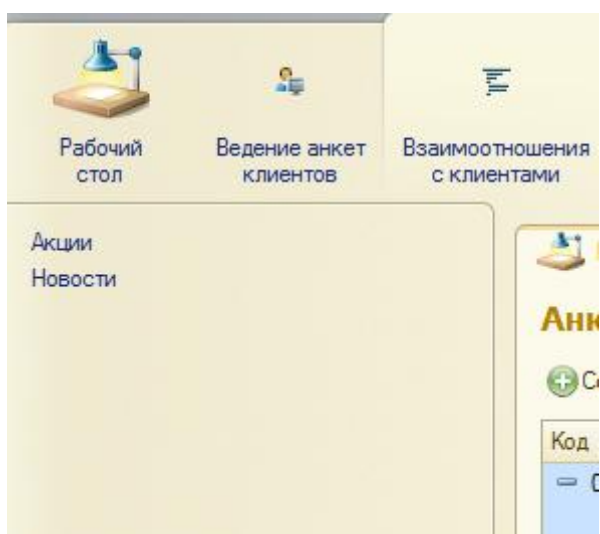 Рабочий
стол
Ведение анкет
клиентов
Взаимоотношения
с клиентами
Акции
Новости
Код